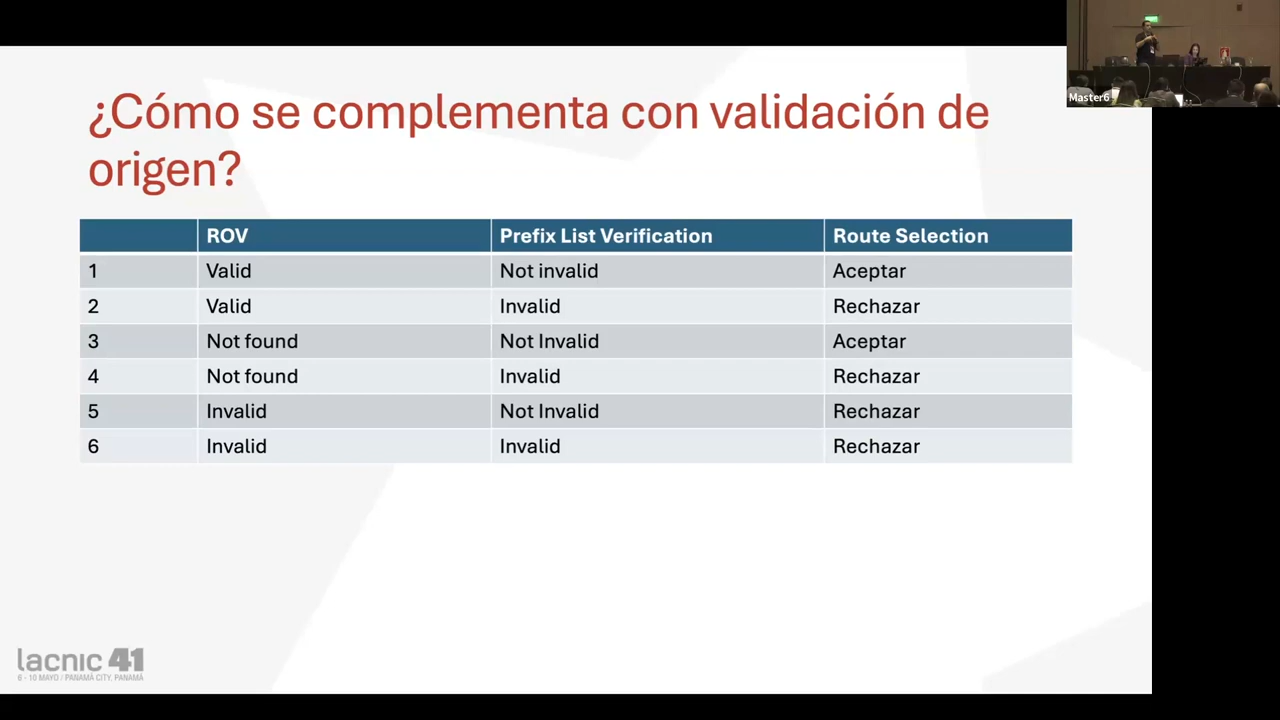 Master6
¿Cómo se complementa con validación de
origen?
ROV Prefix List Verification Route Selection
1 Valid Not invalid Aceptar
2 Valid Invalid Rechazar
3 Not found Not Invalid Aceptar
4 Not found Invalid Rechazar
5 Invalid Not Invalid Rechazar
6 Invalid Invalid Rechazar
lacnic 41
6 - 10 MAYO / PANAMÁ CITY, PANAMÁ